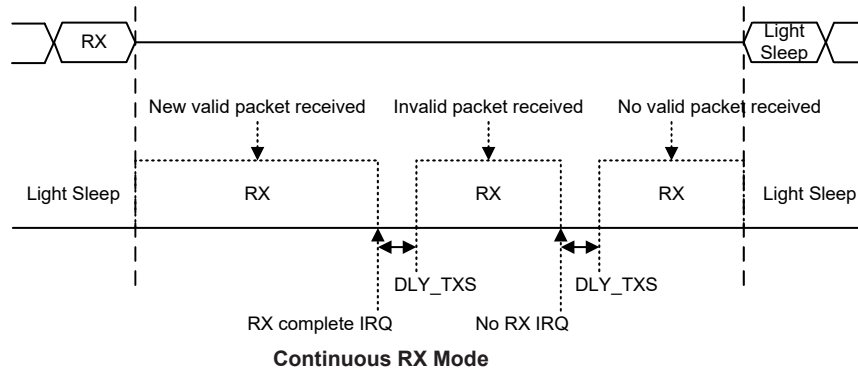 RX
Light
Sleep
New valid packet received
Invalid packet received
No valid packet received
Light Sleep
RX
RX
RX
Light Sleep
DLY_TXS
DLY_TXS
RX complete IRQ
No RX IRQ
Continuous RX Mode